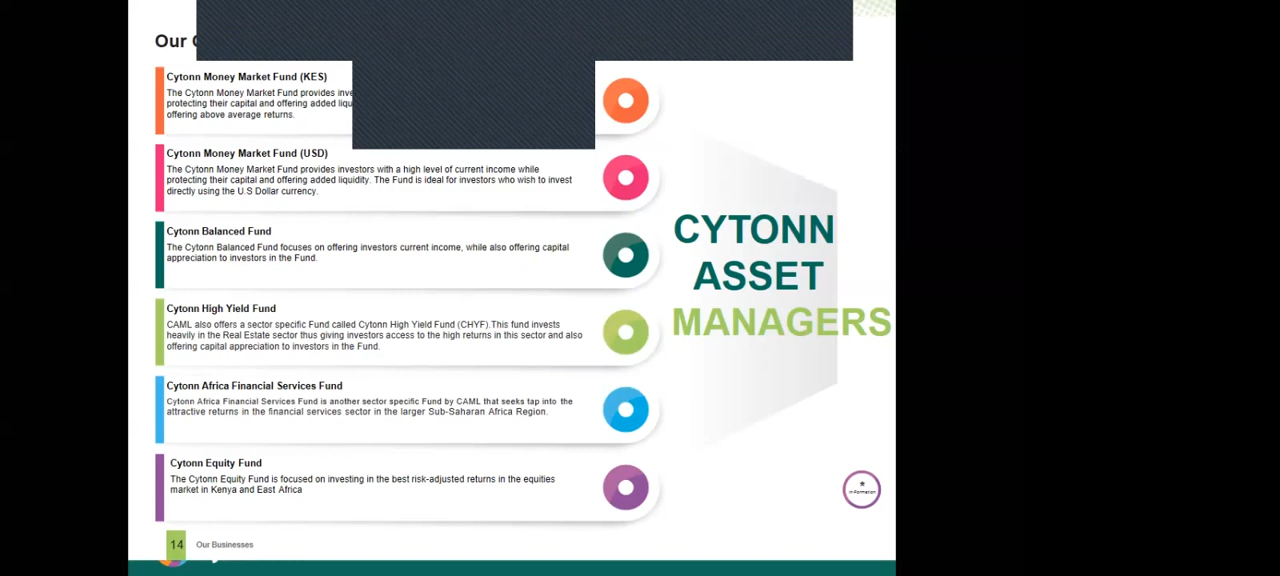 Our
Cytonn Money Market Fund (KES)
The Cytonn Money Market Fund provides
protecting their capital and offering added
offering above average returns.
Cytonn Money Market Fund (USD)
The Cytonn Money Market Fund provides investors with a high level of current income while
protecting their capital and offering added liquidity. The Fund is ideal for investors who wish to invest
directly using the U.S Dollar currency.
Cytonn Balanced Fund
The Cytonn Balanced Fund focuses on offering investors current income, while also offering capital
appreciation to investors in the Fund.
Cytonn High Yield Fund
CAML also offers a sector specific Fund called Cytonn High Yield Fund (CHYF).This fund invests
heavily in the Real Estate sector thus giving investors access to the high returns in this sector and also
offering capital appreciation to investors in the Fund.
Cytonn Africa Financial Services Fund
Cytonn Africa Financial Services Fund is another sector specific Fund by CAML that seeks tap into the
attractive returns in the financial services sector in the larger Sub-Saharan Africa Region.
Cytonn Equity Fund
The Cytonn Equity Fund is focused on investing in the best risk-adjusted returns in the equities
market in Kenya and East Africa
CYTONN
ASSET
MANAGERS
in-Formation
14 Our Businesses